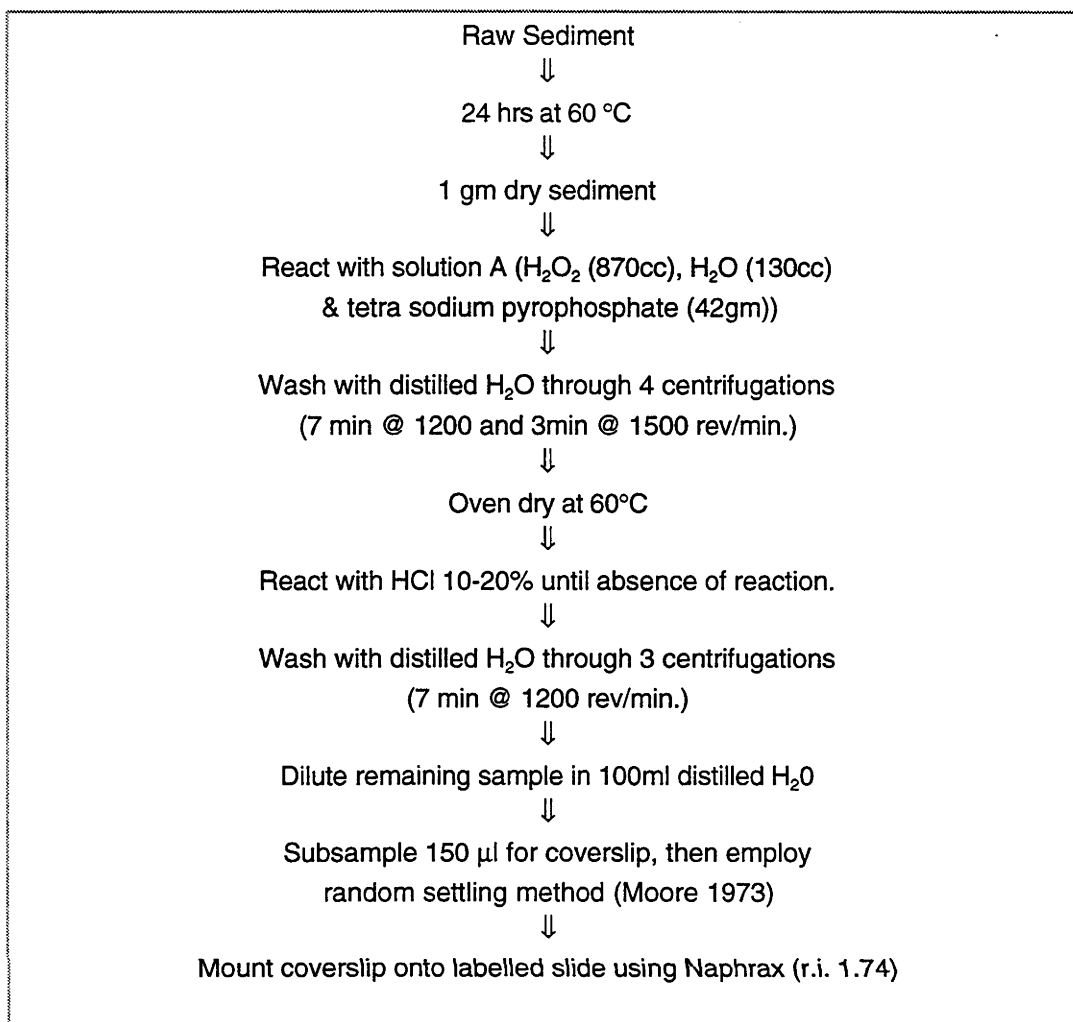 Raw Sediment
⇓
24 hrs at 60 °C
⇓
1 gm dry sediment
⇓
React with solution A (H₂O₂ (870cc), H₂O (130cc)
& tetra sodium pyrophosphate (42gm))
⇓
Wash with distilled H₂O through 4 centrifugations
(7 min @ 1200 and 3min @ 1500 rev/min.)
⇓
Oven dry at 60°C
⇓
React with HCl 10-20% until absence of reaction.
⇓
Wash with distilled H₂O through 3 centrifugations
(7 min @ 1200 rev/min.)
⇓
Dilute remaining sample in 100ml distilled H₂0
⇓
Subsample 150 µl for coverslip, then employ
random settling method (Moore 1973)
⇓
Mount coverslip onto labelled slide using Naphrax (r.i. 1.74)